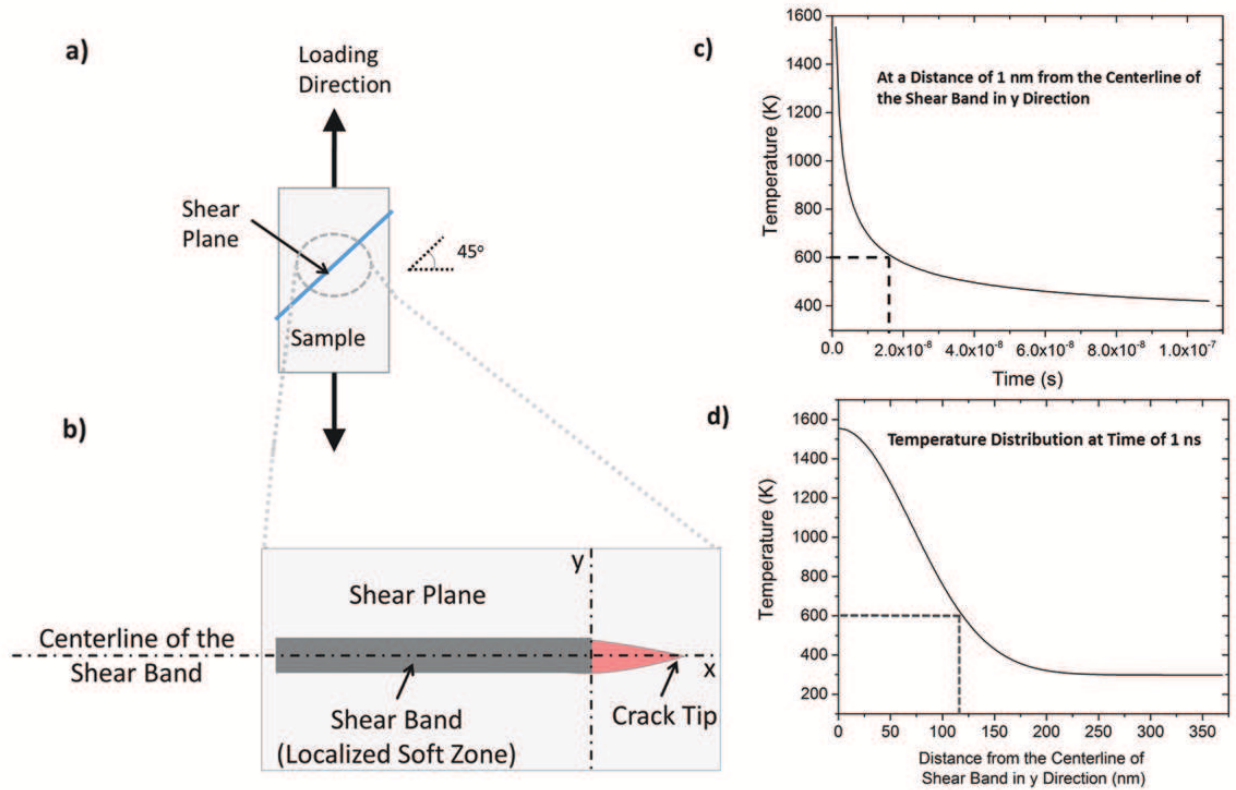 a)
Loading
Direction
Shear
Plane
45º
Sample
b)
y
Shear Plane
Centerline of the
Shear Band
x
Shear Band
(Localized Soft Zone)
Crack Tip
c)
1600
1400
1200
1000
800
600
400
Temperature (K)
At a Distance of 1 nm from the Centerline of
the Shear Band in y Direction
0.0 2.0x10⁻⁸ 4.0x10⁻⁸ 6.0x10⁻⁸ 8.0x10⁻⁸ 1.0x10⁻⁷
Time (s)
d)
1600
1400
1200
1000
800
600
400
200
Temperature (K)
Temperature Distribution at Time of 1 ns
0 50 100 150 200 250 300 350
Distance from the Centerline of
Shear Band in y Direction (nm)